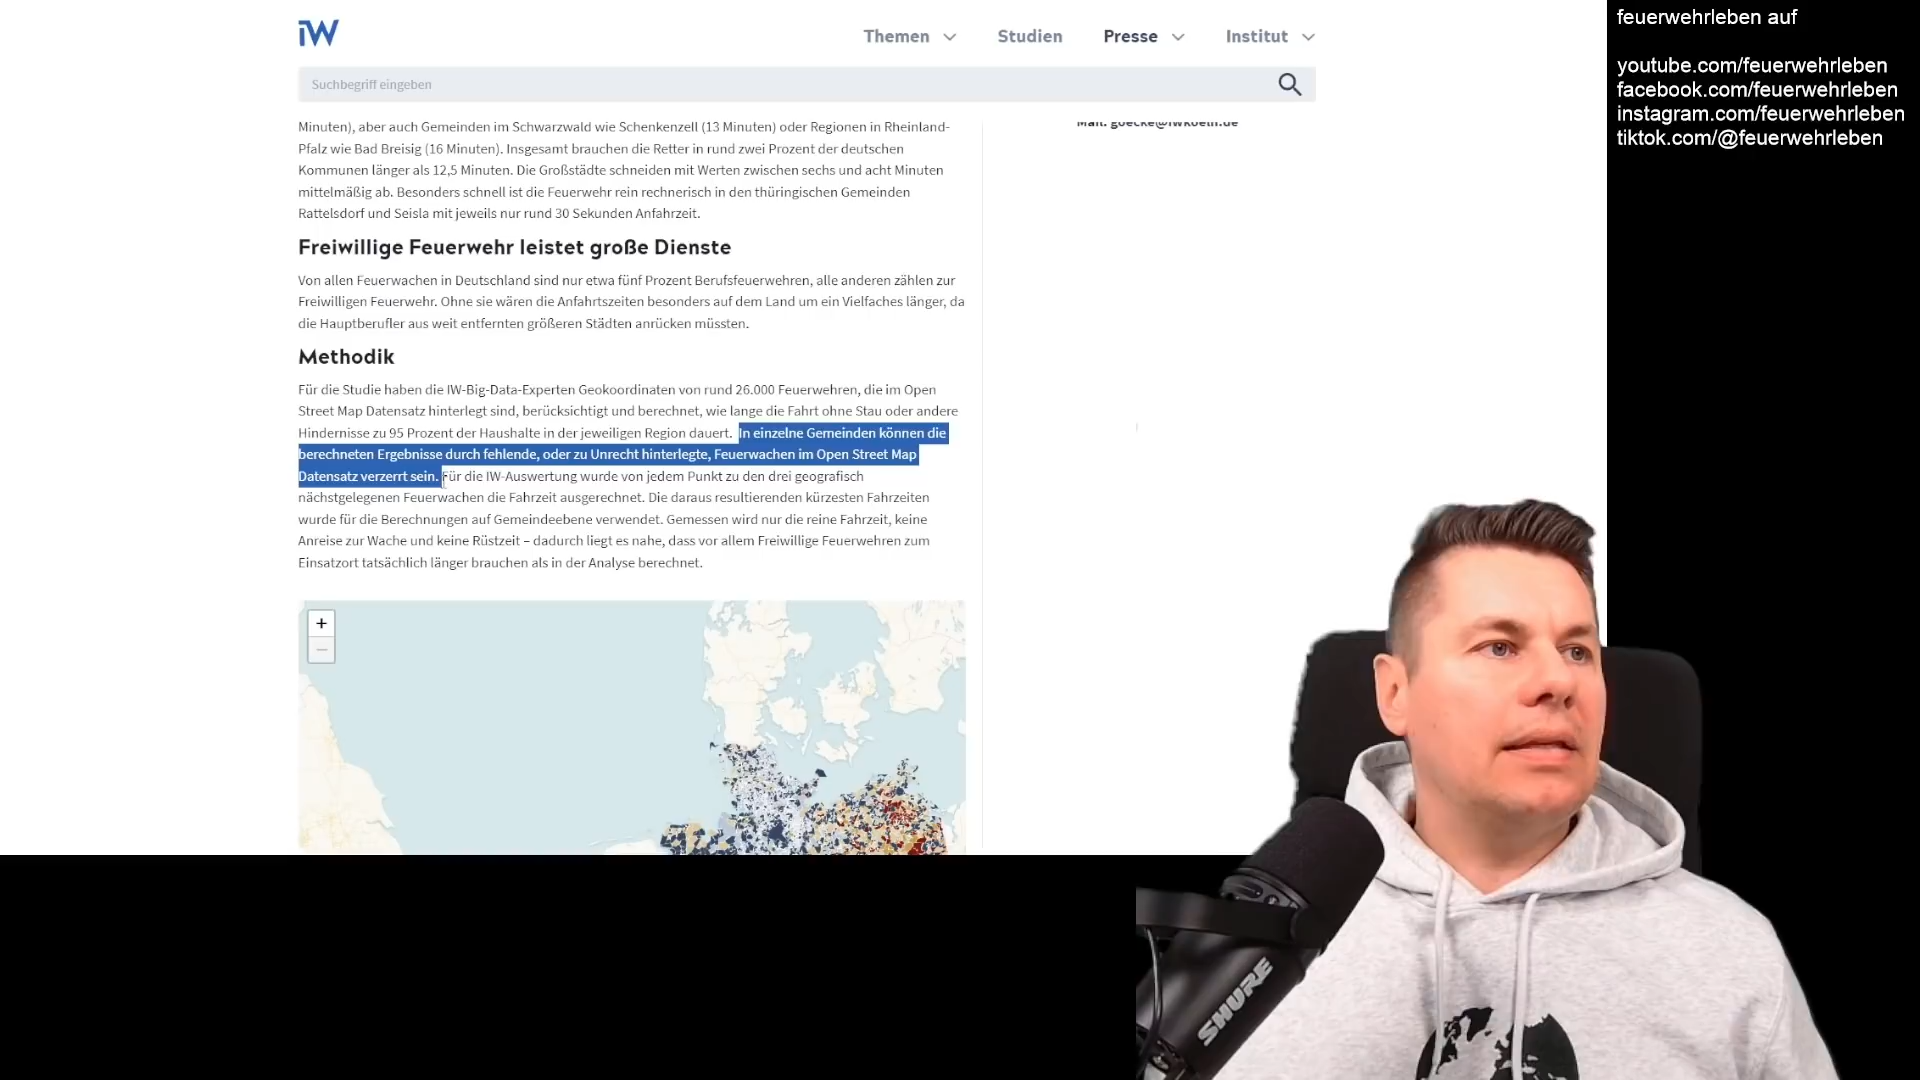 iW
Themen
Studien
Presse
Institut
Suchbegriff eingeben
Minuten), aber auch Gemeinden im Schwarzwald wie Schenkenzell (13 Minuten) oder Regionen in Rheinland-
Pfalz wie Bad Breisig (16 Minuten). Insgesamt brauchen die Retter in rund zwei Prozent der deutschen
Kommunen länger als 12,5 Minuten. Die Großstädte schneiden mit Werten zwischen sechs und acht Minuten
mittelmäßig ab. Besonders schnell ist die Feuerwehr rein rechnerisch in den thüringischen Gemeinden
Rattelsdorf und Seisla mit jeweils nur rund 30 Sekunden Anfahrzeit.
Freiwillige Feuerwehr leistet große Dienste
Von allen Feuerwachen in Deutschland sind nur etwa fünf Prozent Berufsfeuerwehren, alle anderen zählen zur
Freiwilligen Feuerwehr. Ohne sie wären die Anfahrtszeiten besonders auf dem Land um ein Vielfaches länger, da
die Hauptberufler aus weit entfernten größeren Städten anrücken müssten.
Methodik
Für die Studie haben die IW-Big-Data-Experten Geokoordinaten von rund 26.000 Feuerwehren, die im Open
Street Map Datensatz hinterlegt sind, berücksichtigt und berechnet, wie lange die Fahrt ohne Stau oder andere
Hindernisse zu 95 Prozent der Haushalte in der jeweiligen Region dauert. In einzelne Gemeinden können die
berechneten Ergebnisse durch fehlende, oder zu Unrecht hinterlegte, Feuerwachen im Open Street Map
Datensatz verzerrt sein. Für die IW-Auswertung wurde von jedem Punkt zu den drei geografisch
nächstgelegenen Feuerwachen die Fahrzeit ausgerechnet. Die daraus resultierenden kürzesten Fahrzeiten
wurde für die Berechnungen auf Gemeindeebene verwendet. Gemessen wird nur die reine Fahrzeit, keine
Anreise zur Wache und keine Rüstzeit – dadurch liegt es nahe, dass vor allem Freiwillige Feuerwehren zum
Einsatzort tatsächlich länger brauchen als in der Analyse berechnet.
+
−
Mail: goecke@iwkoeln.de
feuerwehrleben auf
youtube.com/feuerwehrleben
facebook.com/feuerwehrleben
instagram.com/feuerwehrleben
tiktok.com/@feuerwehrleben
SHURE